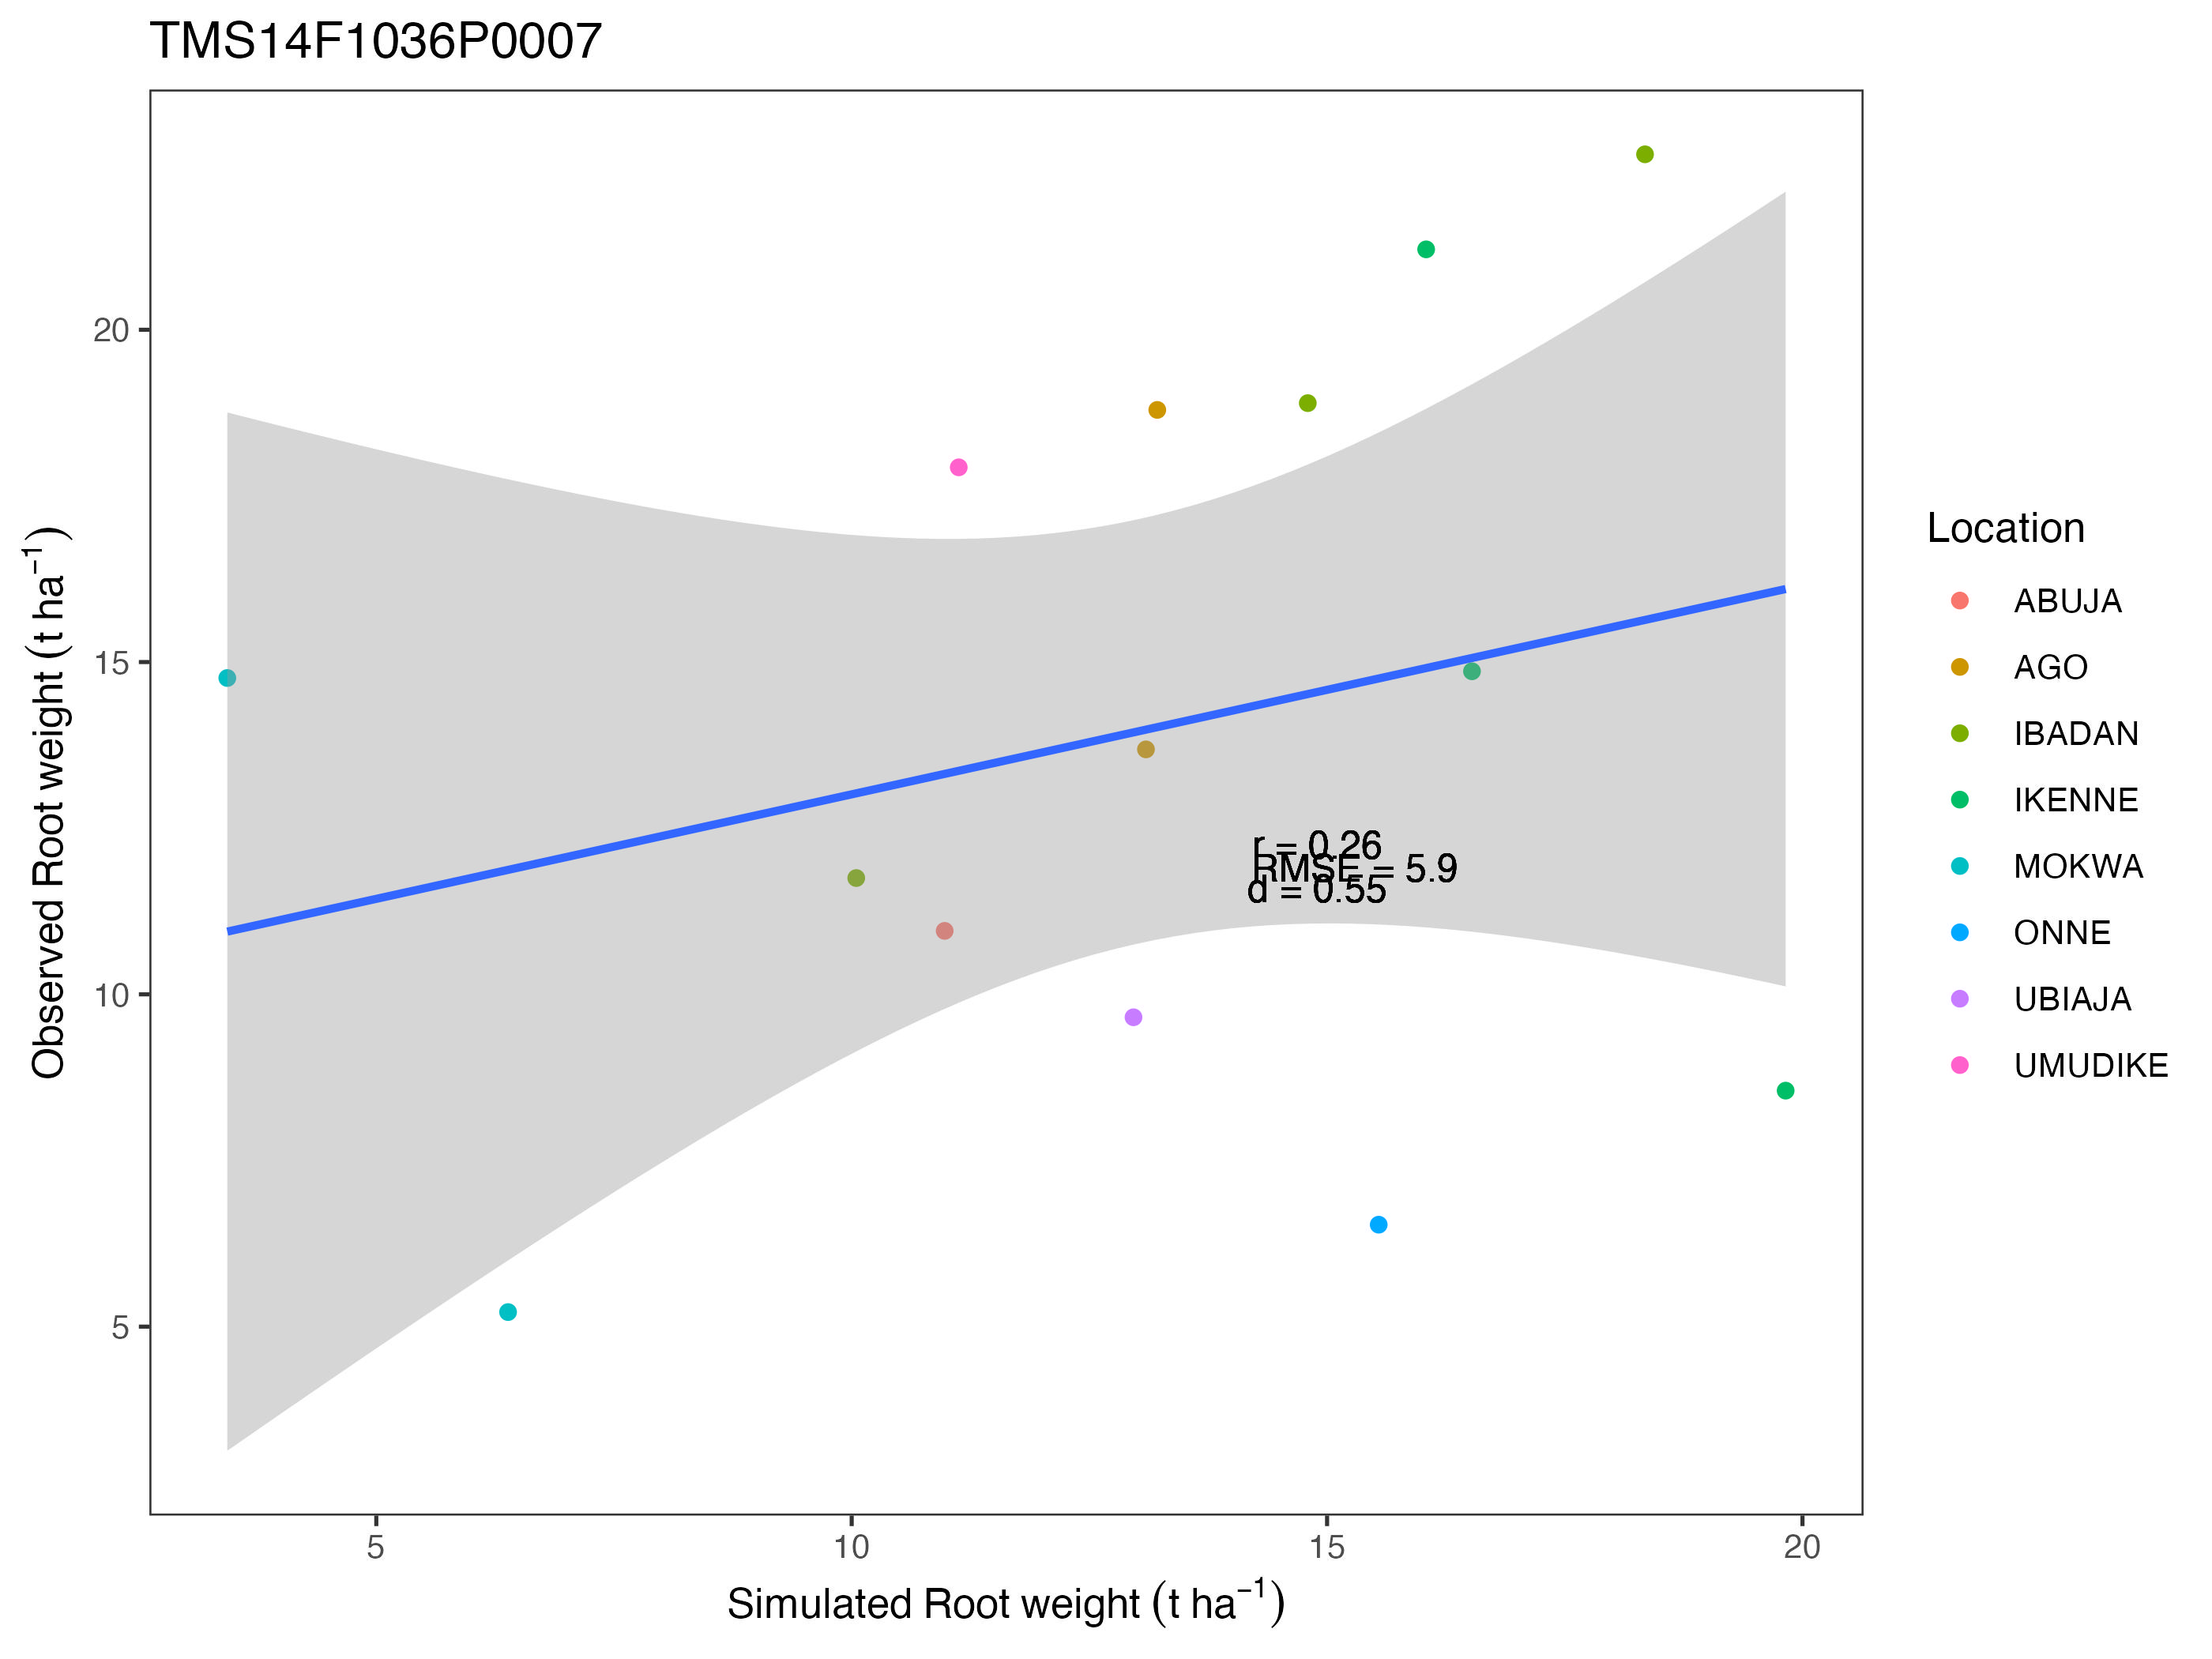 TMS14F1036P0007
Observed Root weight (t ha⁻¹)
20
15
10
5
r = 0.26
RMSE = 5.9
d = 0.55
5
10
15
20
Simulated Root weight (t ha⁻¹)
Location
ABUJA
AGO
IBADAN
IKENNE
MOKWA
ONNE
UBIAJA
UMUDIKE